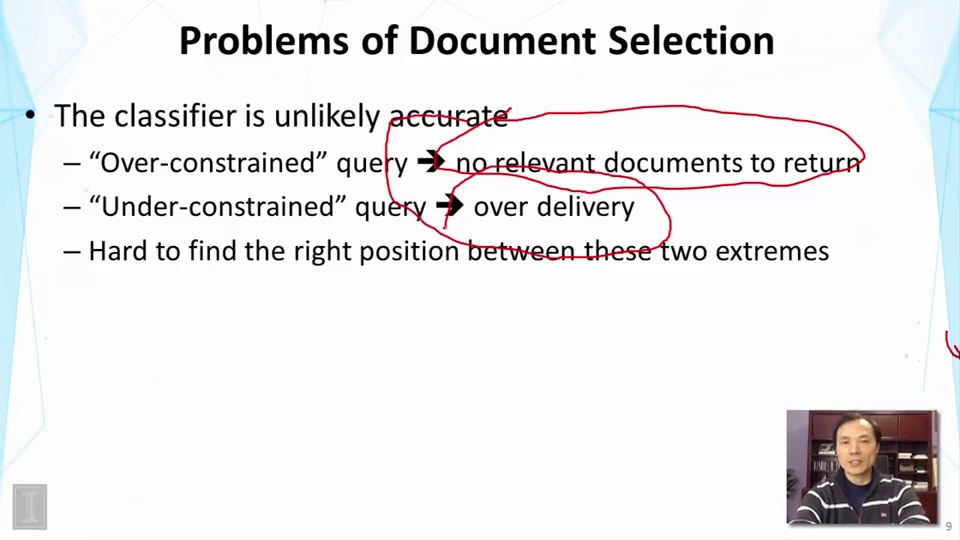 Problems of Document Selection
• The classifier is unlikely accurate
– “Over-constrained” query ➔ no relevant documents to return
– “Under-constrained” query ➔ over delivery
– Hard to find the right position between these two extremes
I
9